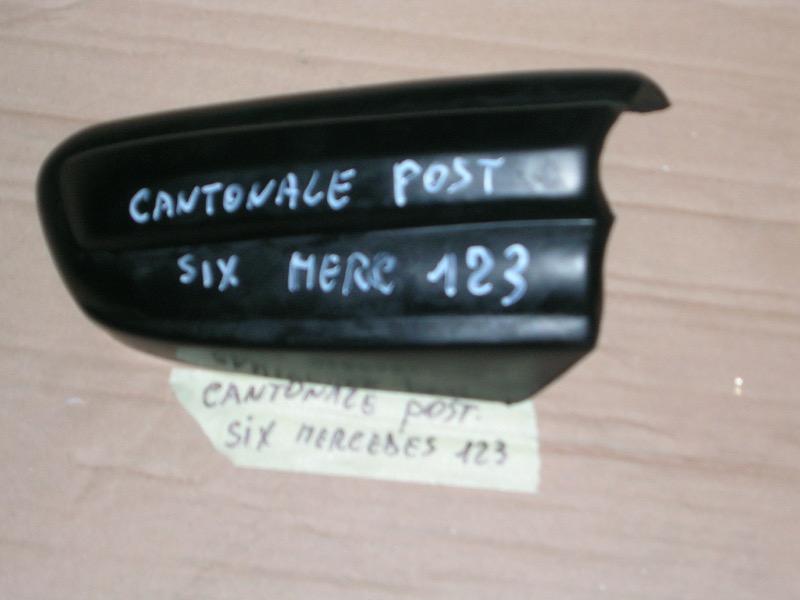 CANTONALE POST
SIX MERC 123
CANTONALE POST.
SIX MERCEDES 123